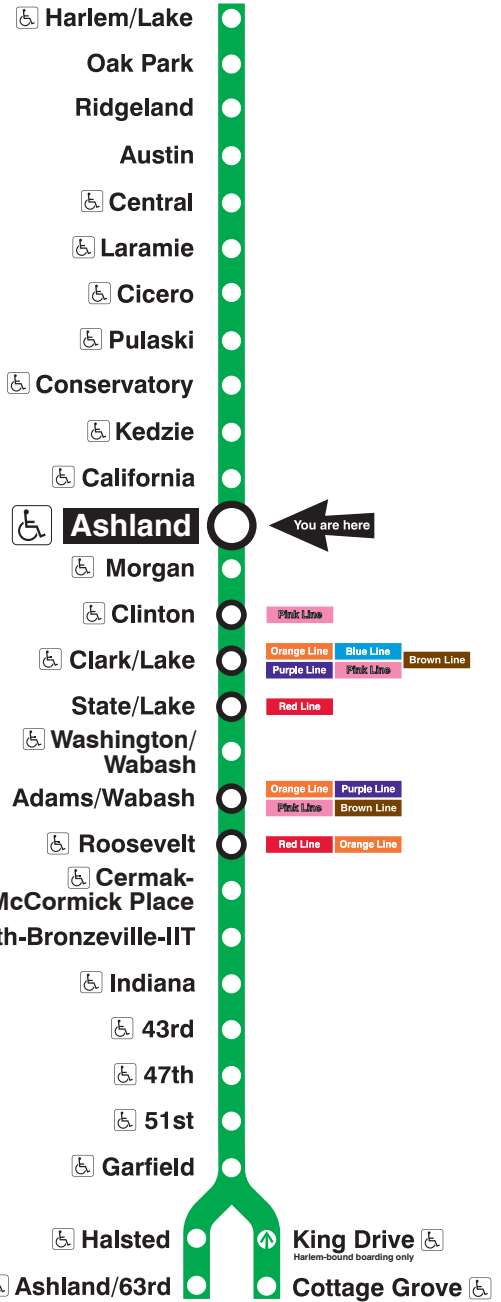 Harlem/Lake
Oak Park
Ridgeland
Austin
Central
Laramie
Cicero
Pulaski
Conservatory
Kedzie
California
Ashland
You are here
Morgan
Clinton
Pink Line
Clark/Lake
Orange Line Blue Line
Brown Line
Purple Line Pink Line
State/Lake
Red Line
Washington/
Wabash
Adams/Wabash
Orange Line Purple Line
Pink Line Brown Line
Roosevelt
Red Line Orange Line
Cermak-
McCormick Place
th-Bronzeville-IIT
Indiana
43rd
47th
51st
Garfield
Halsted
King Drive
Harlem-bound boarding only
Ashland/63rd
Cottage Grove